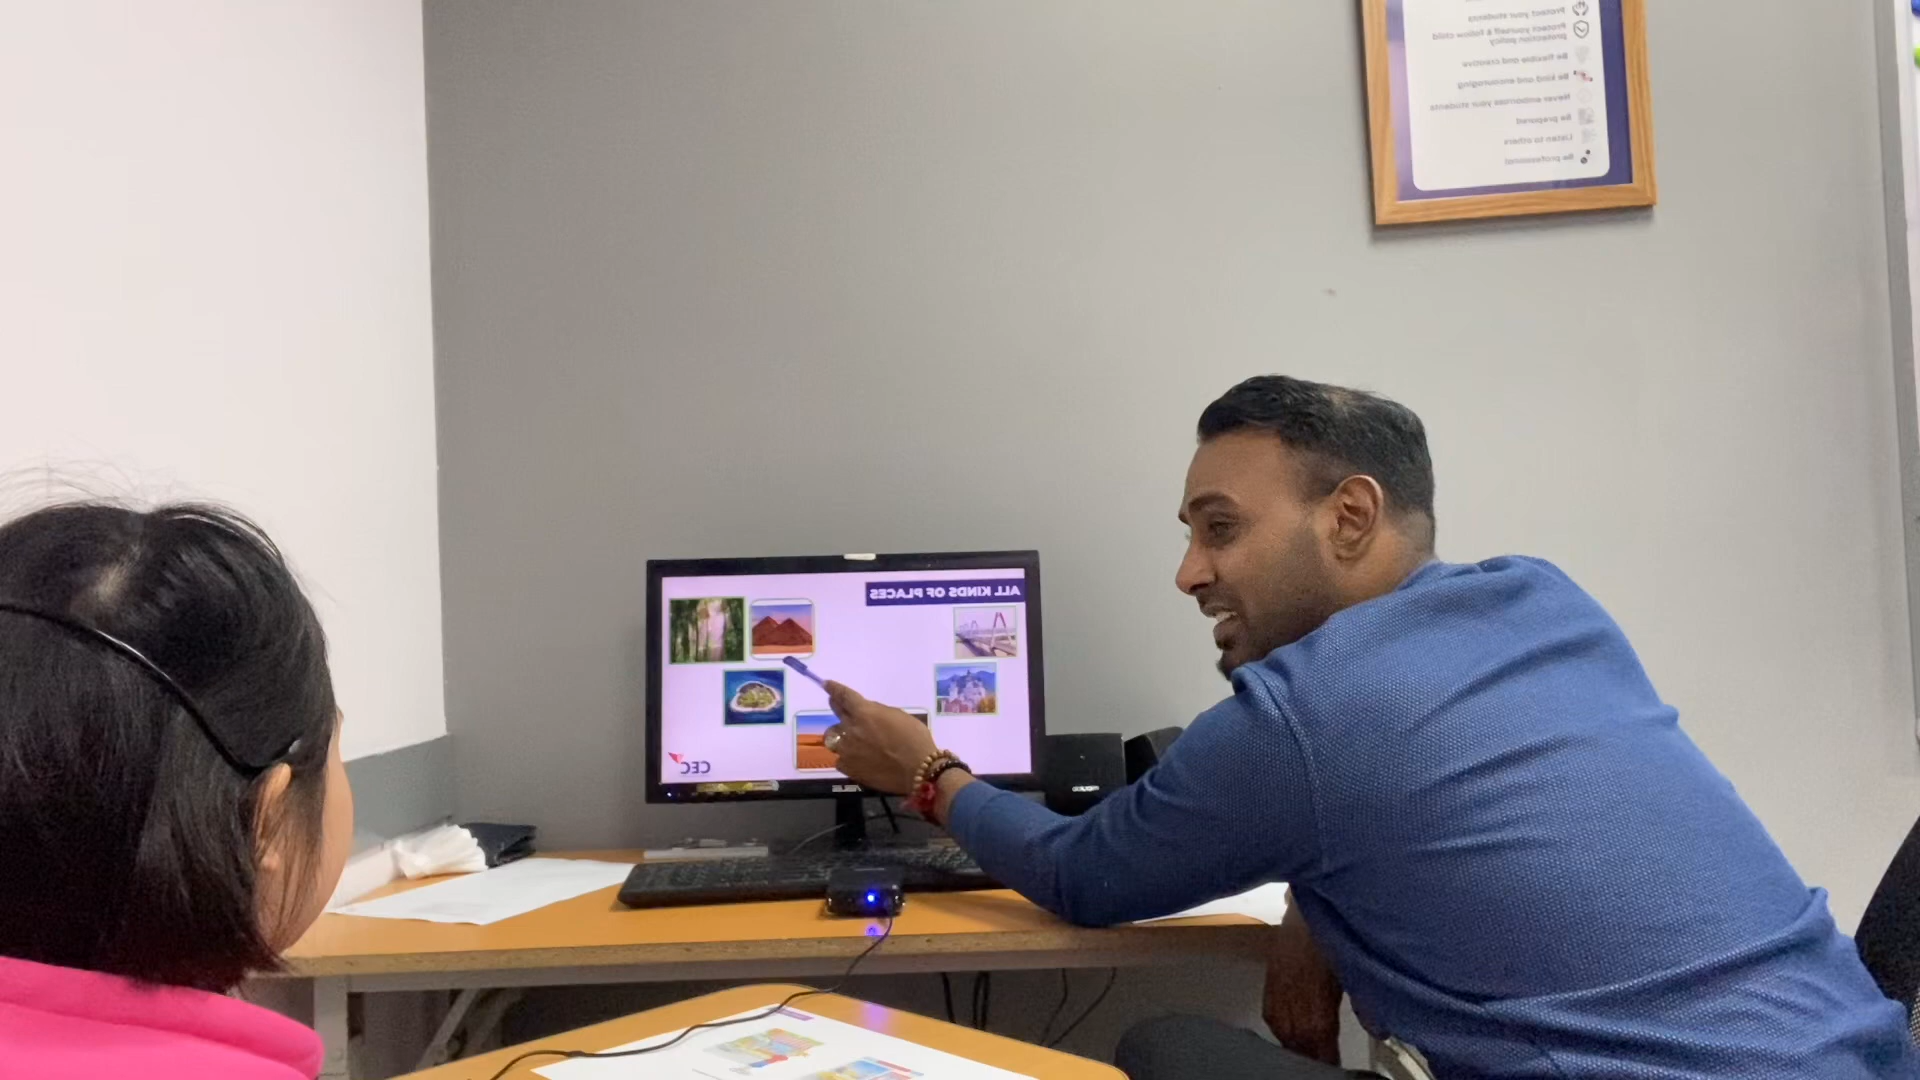 Protect your students
Protect yourself & follow child
protection policy
Be flexible and creative
Be kind and encouraging
Never embarrass your students
Be prepared
Listen to others
Be professional
ALL KINDS OF PLACES
CEC
ASUS